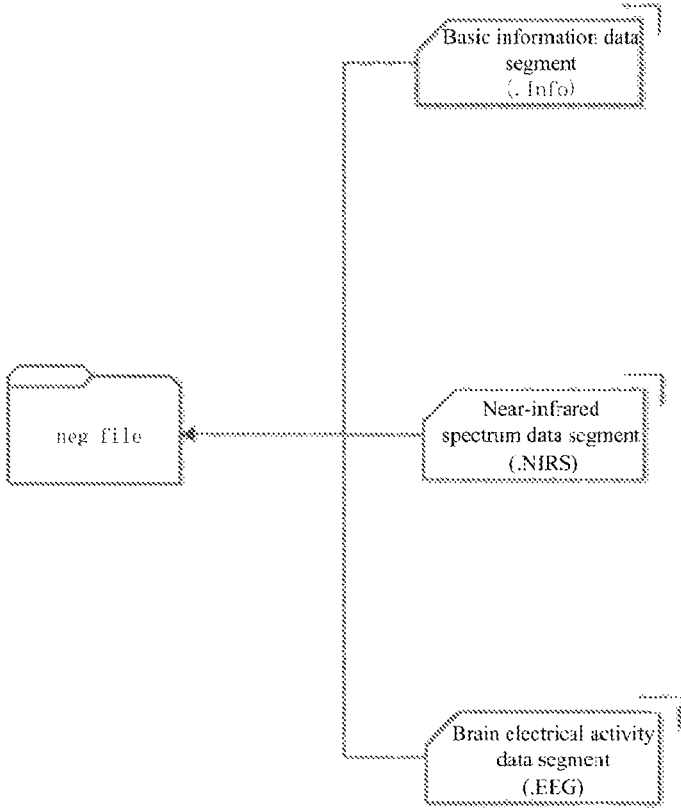 Basic information data
segment
(. Info)
neg file
Near-infrared
spectrum data segment
(.NIRS)
Brain electrical activity
data segment
(.EEG)